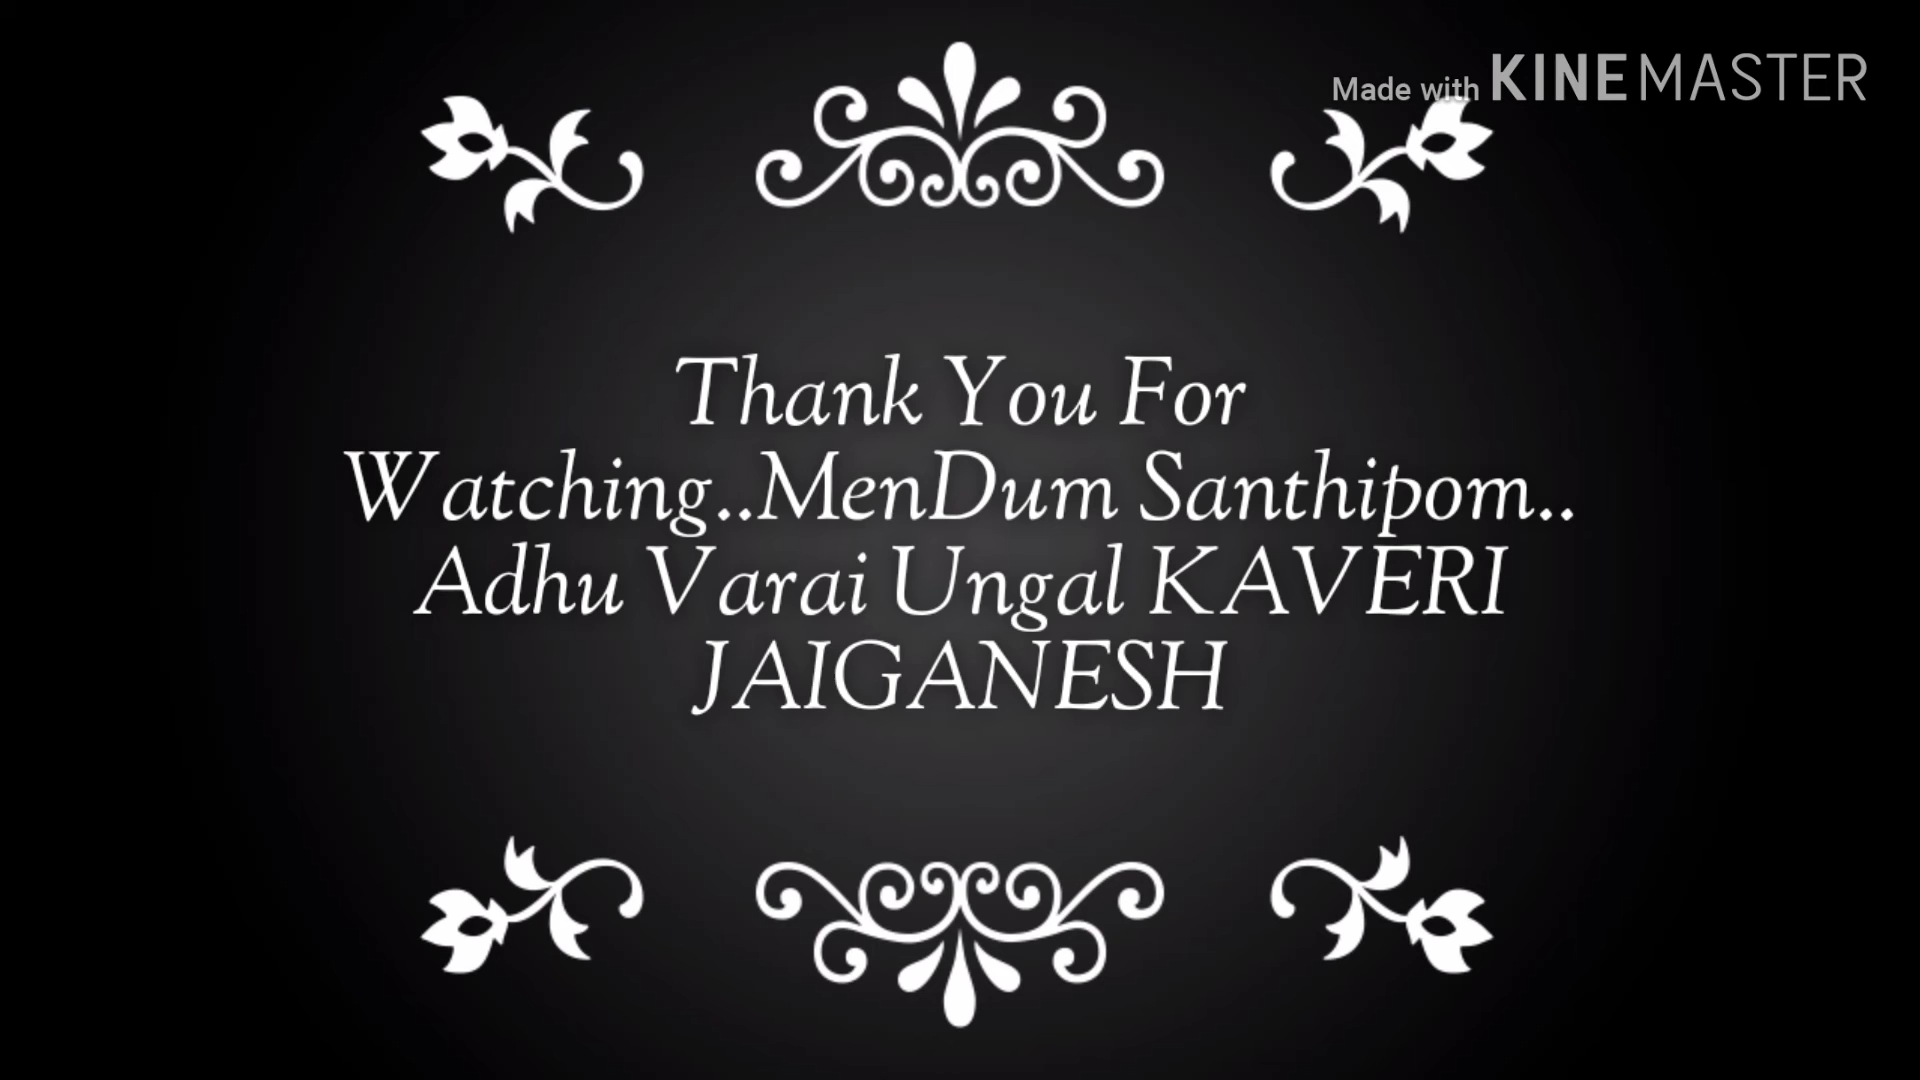 Made with KINEMASTER
Thank You For
Watching..MenDum Santhipom..
Adhu Varai Ungal KAVERI
JAIGANESH